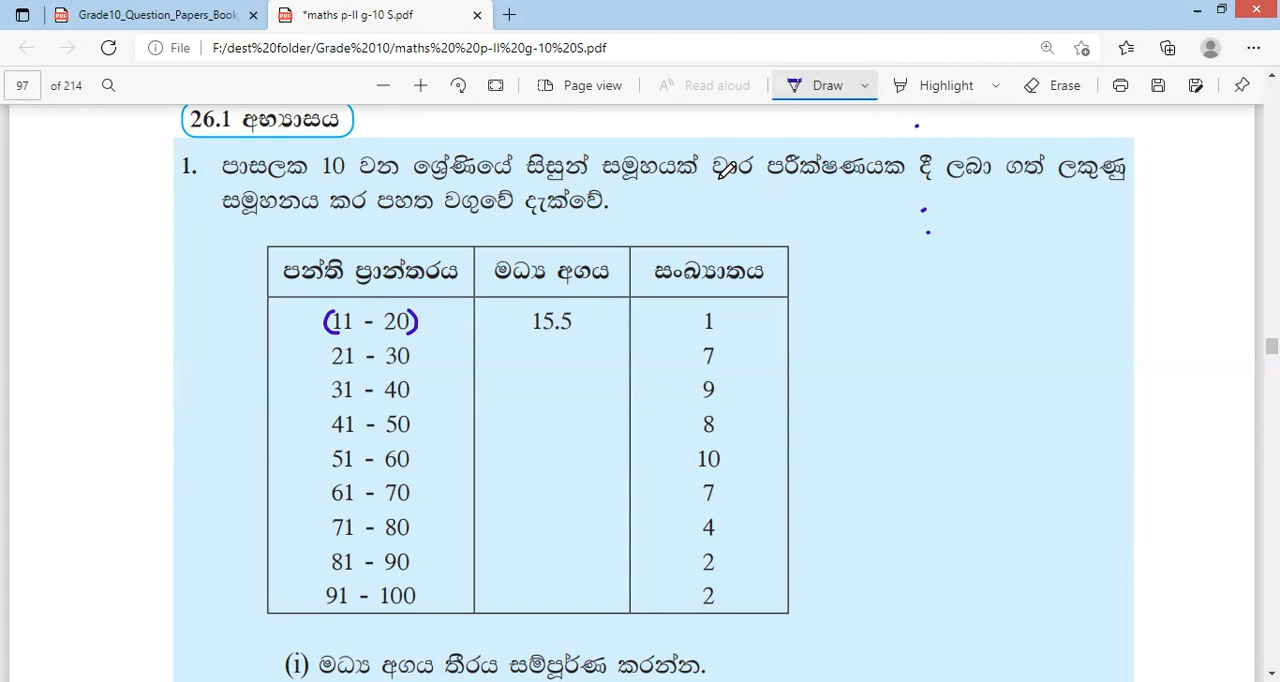 Grade10_Question_Papers_Book
*maths p-II g-10 S.pdf
File F:/dest%20folder/Grade%2010/maths%20%20p-II%20g-10%20S.pdf
97 of 214 Page view Read aloud Draw Highlight Erase
26.1 අභ්‍යාසය
1. පාසලක 10 වන ශ්‍රේණියේ සිසුන් සමූහයක් වාර පරීක්ෂණයක දී ලබා ගත් ලකුණු
සමූහනය කර පහත වගුවේ දැක්වේ.
පන්ති ප්‍රාන්තරය මධ්‍ය අගය සංඛ්‍යාතය
(11 - 20) 15.5 1
21 - 30 7
31 - 40 9
41 - 50 8
51 - 60 10
61 - 70 7
71 - 80 4
81 - 90 2
91 - 100 2
(i) මධ්‍ය අගය තීරය සම්පූර්ණ කරන්න.